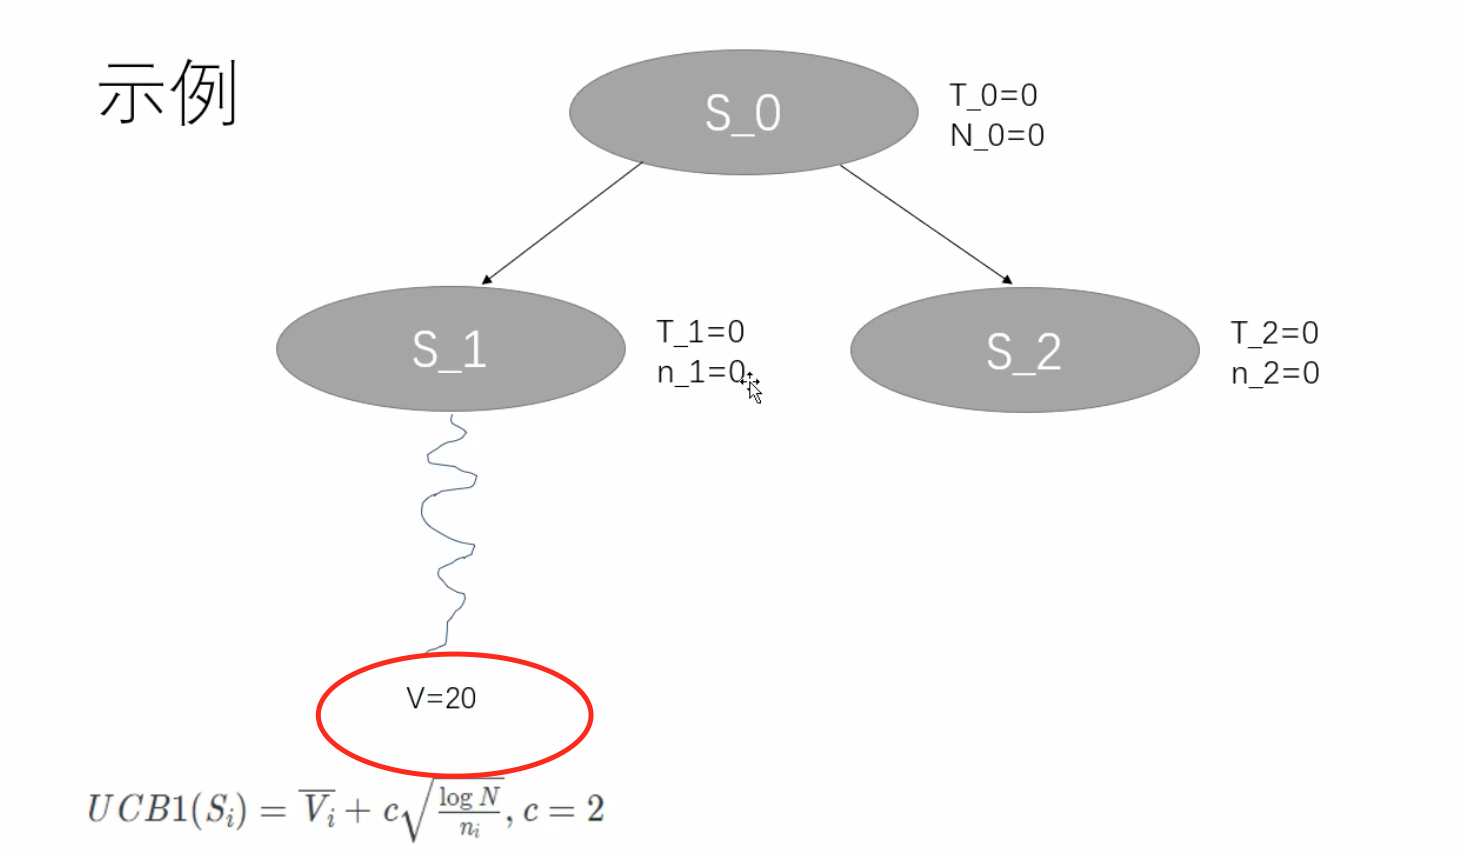 示例
S_0
T_0=0
N_0=0
S_1
T_1=0
n_1=0
S_2
T_2=0
n_2=0
V=20
UCB1(S_i) = \overline{V_i} + c\sqrt{\frac{\log N}{n_i}}, c = 2